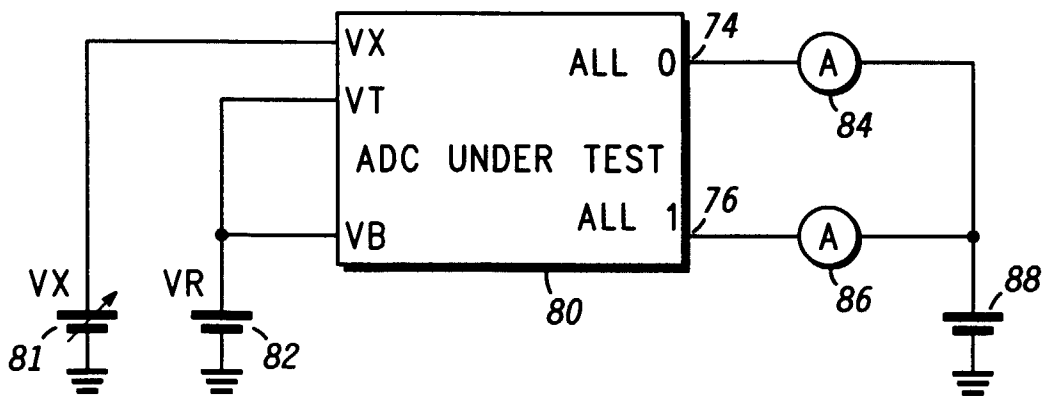 VX
ALL 0
74
A
84
VT
ADC UNDER TEST
ALL 1
76
A
86
VB
80
VX
81
VR
82
88